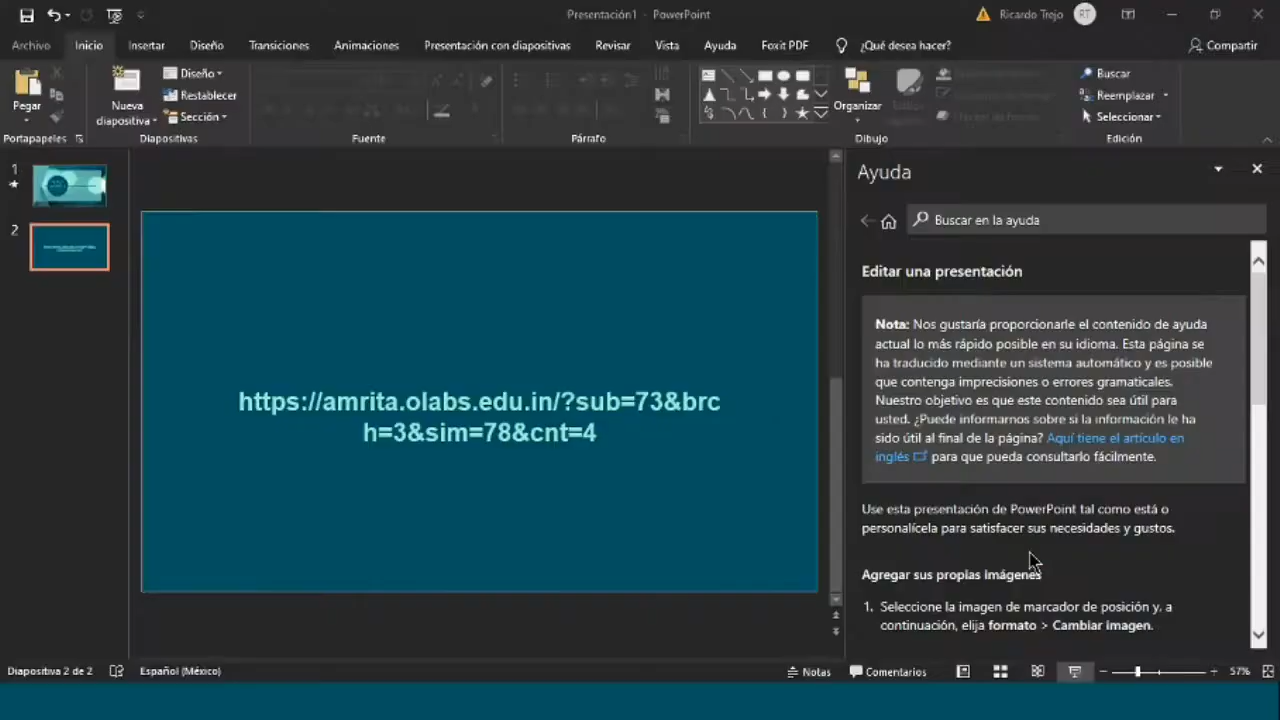 Presentación1 - PowerPoint
Ricardo Trejo
RT
Archivo Inicio Insertar Diseño Transiciones Animaciones Presentación con diapositivas Revisar Vista Ayuda Foxit PDF ¿Qué desea hacer? Compartir
Pegar
Nueva
diapositiva
Diseño
Restablecer
Sección
Organizar
Buscar
Reemplazar
Seleccionar
Portapapeles
Diapositivas
Fuente
Párrafo
Dibujo
Edición
1
2
https://amrita.olabs.edu.in/?sub=73&brc
h=3&sim=78&cnt=4
Ayuda
Buscar en la ayuda
Editar una presentación
Nota: Nos gustaría proporcionarle el contenido de ayuda
actual lo más rápido posible en su idioma. Esta página se
ha traducido mediante un sistema automático y es posible
que contenga imprecisiones o errores gramaticales.
Nuestro objetivo es que este contenido sea útil para
usted. ¿Puede informarnos sobre si la información le ha
sido útil al final de la página? Aquí tiene el artículo en
inglés para que pueda consultarlo fácilmente.
Use esta presentación de PowerPoint tal como está o
personalícela para satisfacer sus necesidades y gustos.
Agregar sus propias imágenes
1. Seleccione la imagen de marcador de posición y, a
continuación, elija formato > Cambiar imagen.
Diapositiva 2 de 2
Español (México)
Notas
Comentarios
57%